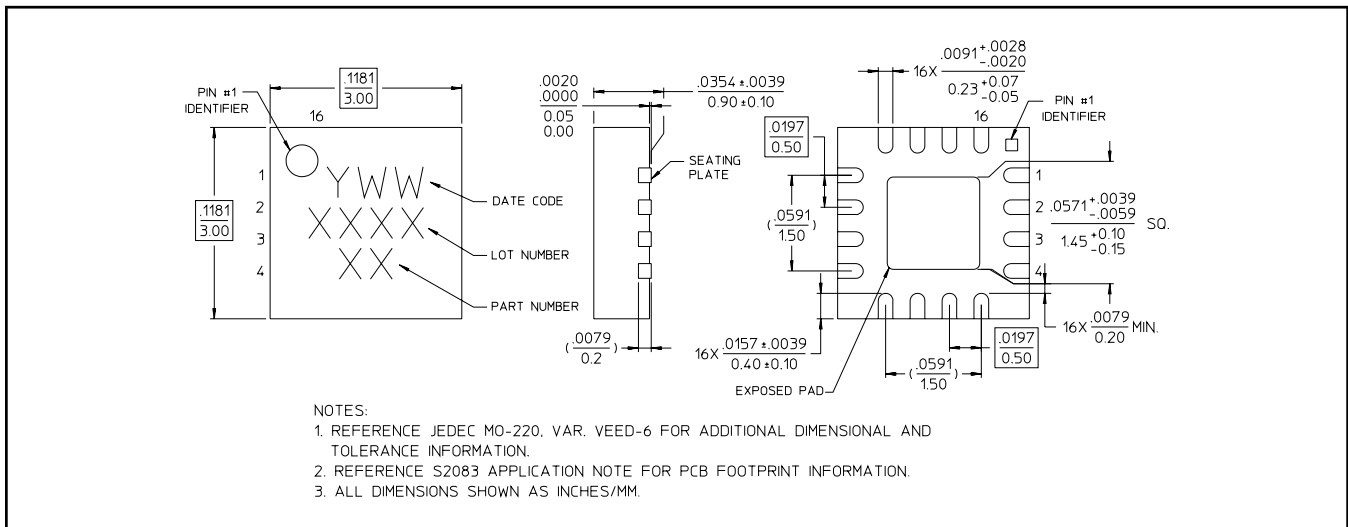 .1181
3.00
PIN #1
IDENTIFIER
16
.1181
3.00
1
2
3
4
YWW
XXXX
XX
DATE CODE
LOT NUMBER
PART NUMBER
.0020
.0000
0.05
0.00
.0354 ±.0039
0.90 ±0.10
SEATING
PLATE
(.0079
0.2)
16X .0091 +.0028
-.0020
0.23 +0.07
-0.05
16
PIN #1
IDENTIFIER
.0197
0.50
(.0591
1.50)
1
2
3
4
.0571 +.0039
-.0059
1.45 +0.10
-0.15
SQ.
16X .0157 ±.0039
0.40 ±0.10
16X .0079
0.20 MIN.
.0197
0.50
(.0591
1.50)
EXPOSED PAD
NOTES:
1. REFERENCE JEDEC MO-220, VAR. VEED-6 FOR ADDITIONAL DIMENSIONAL AND
TOLERANCE INFORMATION.
2. REFERENCE S2083 APPLICATION NOTE FOR PCB FOOTPRINT INFORMATION.
3. ALL DIMENSIONS SHOWN AS INCHES/MM.